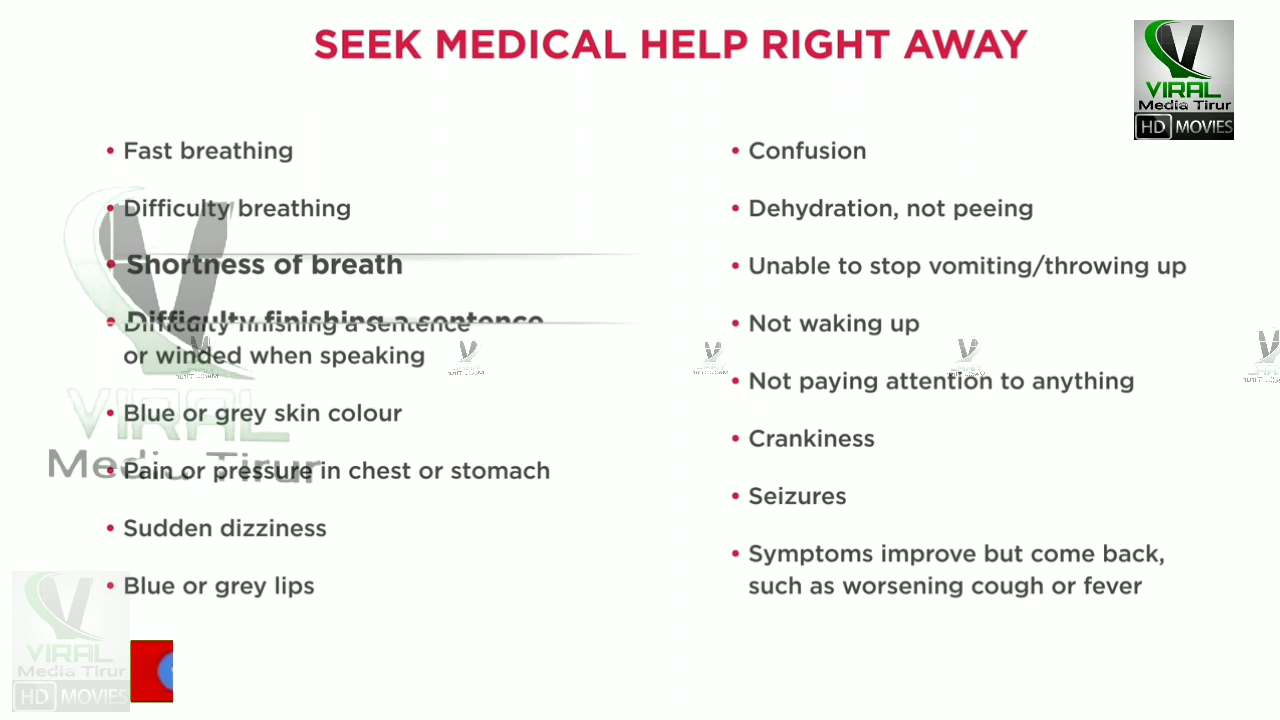 SEEK MEDICAL HELP RIGHT AWAY
VIRAL
Media Tirur
HD MOVIES
• Fast breathing
• Difficulty breathing
• Shortness of breath
• Difficulty finishing a sentence
or winded when speaking
• Blue or grey skin colour
• Pain or pressure in chest or stomach
• Sudden dizziness
• Blue or grey lips
• Confusion
• Dehydration, not peeing
• Unable to stop vomiting/throwing up
• Not waking up
• Not paying attention to anything
• Crankiness
• Seizures
• Symptoms improve but come back,
such as worsening cough or fever
VIRAL
Media Tirur
VIRAL
Media Tirur
HD MOVIES